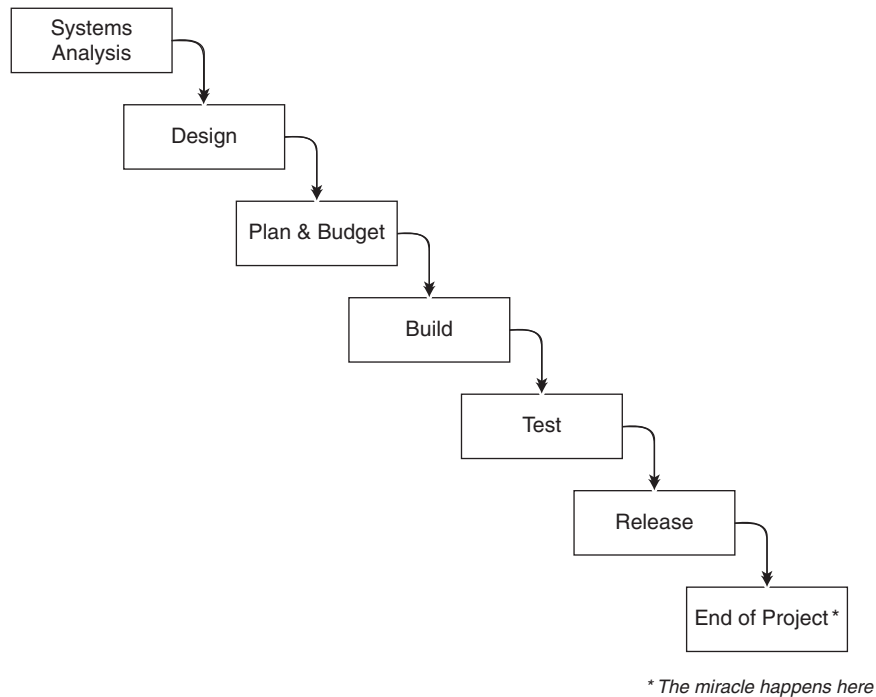 Systems
Analysis
Design
Plan & Budget
Build
Test
Release
End of Project*
* The miracle happens here